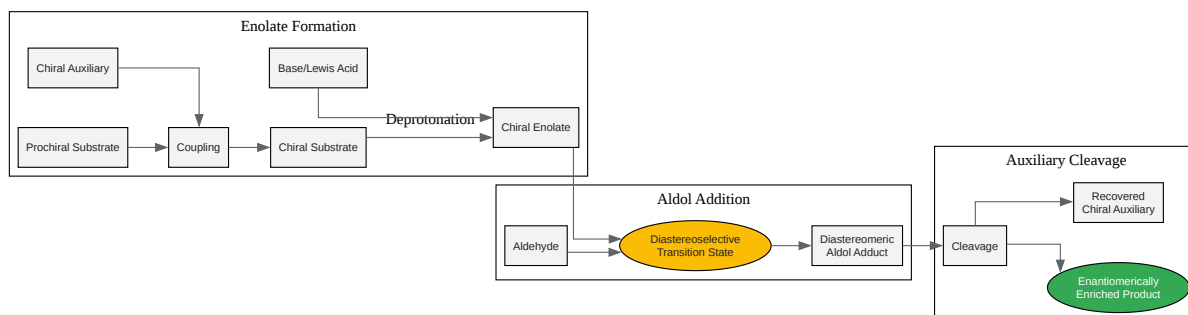 Enolate Formation
Chiral Auxiliary
Base/Lewis Acid
Deprotonation
Chiral Enolate
Prochiral Substrate
Coupling
Chiral Substrate
Aldol Addition
Aldehyde
Diastereoselective
Transition State
Diastereomeric
Aldol Adduct
Auxiliary Cleavage
Cleavage
Recovered
Chiral Auxiliary
Enantiomerically
Enriched Product